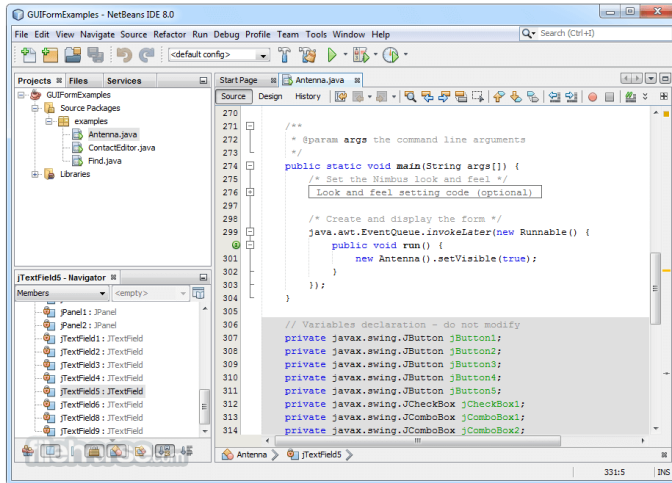 GUIFormExamples - NetBeans IDE 8.0
File Edit View Navigate Source Refactor Run Debug Profile Team Tools Window Help
Search (Ctrl+I)
<default config>
Projects Files Services
GUIFormExamples
Source Packages
examples
Antenna.java
ContactEditor.java
Find.java
Libraries
jTextField5 - Navigator
Members <empty>
jPanel1 : JPanel
jPanel2 : JPanel
jTextField1 : JTextField
jTextField2 : JTextField
jTextField3 : JTextField
jTextField4 : JTextField
jTextField5 : JTextField
jTextField6 : JTextField
jTextField8 : JTextField
jTextField9 : JTextField
Start Page Antenna.java
Source Design History
270
271 /**
272 * @param args the command line arguments
273 */
274 public static void main(String args[]) {
275 /* Set the Nimbus look and feel */
276 Look and feel setting code (optional)
297
298 /* Create and display the form */
299 java.awt.EventQueue.invokeLater(new Runnable() {
public void run() {
301 new Antenna().setVisible(true);
302 }
303 });
304 }
305
306 // Variables declaration - do not modify
307 private javax.swing.JButton jButton1;
308 private javax.swing.JButton jButton2;
309 private javax.swing.JButton jButton3;
310 private javax.swing.JButton jButton4;
311 private javax.swing.JButton jButton5;
312 private javax.swing.JCheckBox jCheckBox1;
313 private javax.swing.JComboBox jComboBox1;
314 private javax.swing.JComboBox jComboBox2;
Antenna jTextField5
331:5 INS